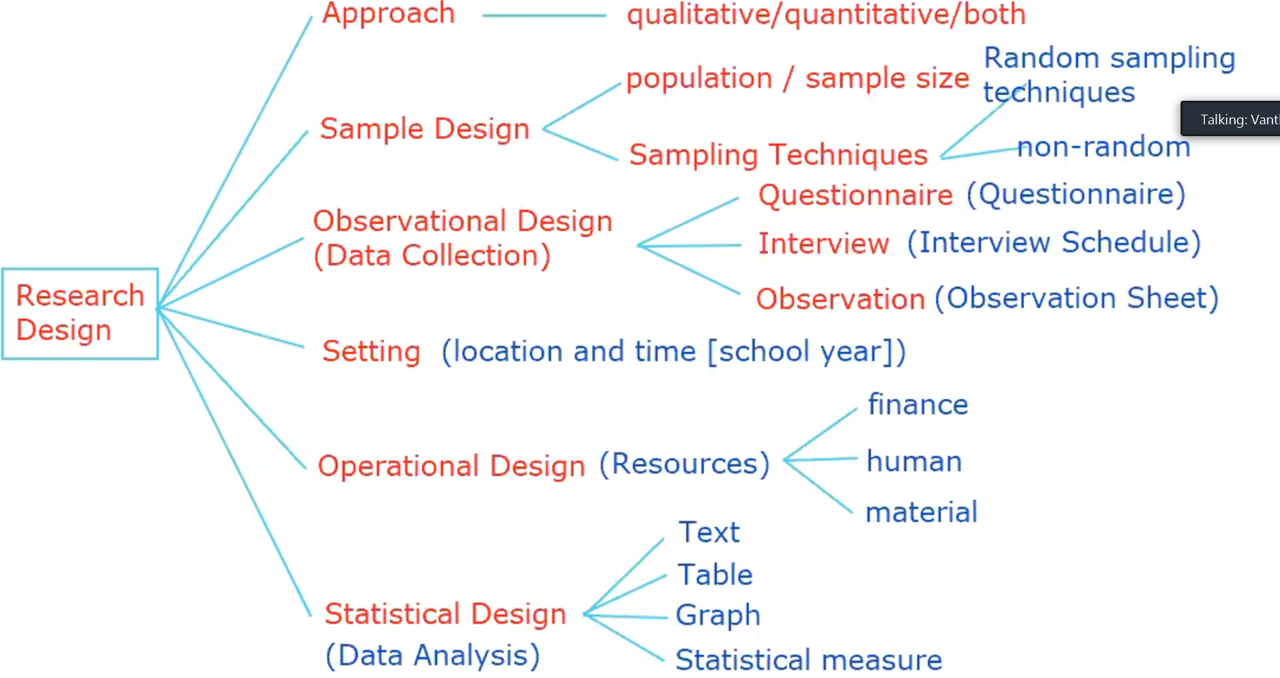 Approach
qualitative/quantitative/both
population / sample size
Random sampling
techniques
Sample Design
Sampling Techniques
non-random
Talking:
Observational Design
(Data Collection)
Questionnaire (Questionnaire)
Interview (Interview Schedule)
Observation (Observation Sheet)
Research
Design
Setting (location and time [school year])
Operational Design (Resources)
finance
human
material
Statistical Design
(Data Analysis)
Text
Table
Graph
Statistical measure